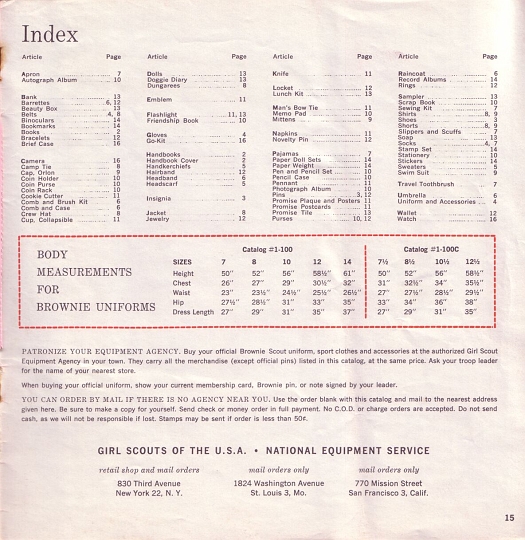 Index
Article Page
Apron 7
Autograph Album 10
Bank 13
Barrettes 6, 12
Beauty Box 13
Belts 4, 8
Binoculars 14
Bookmarks 14
Books 2
Bracelets 12
Brief Case 16
Camera 16
Camp Tie 8
Cap, Orlon 9
Coin Holder 10
Coin Purse 10
Coin Rack 10
Cookie Cutter 11
Comb and Brush Kit 6
Comb and Case 6
Crew Hat 8
Cup, Collapsible 11
Article Page
Dolls 13
Doggie Diary 13
Dungarees 8
Emblem 11
Flashlight 11, 13
Friendship Book 10
Gloves 4
Go-Kit 16
Handbooks 2
Handbook Cover 2
Handkerchiefs 5
Hairband 12
Headband 6
Headscarf 5
Insignia 3
Jacket 8
Jewelry 12
Article Page
Knife 11
Locket 12
Lunch Kit 13
Man's Bow Tie 11
Memo Pad 10
Mittens 9
Napkins 11
Novelty Pin 12
Pajamas 7
Paper Doll Sets 14
Paper Weight 14
Pen and Pencil Set 10
Pencil Case 10
Pennant 11
Photograph Album 10
Pins 3, 12
Promise Plaque and Posters 11
Promise Postcards 11
Promise Tile 13
Purses 10, 12
Article Page
Raincoat 6
Record Albums 14
Rings 12
Sampler 13
Scrap Book 10
Sewing Kit 7
Shirts 8, 9
Shoes 3
Shorts 8, 9
Slippers and Scuffs 7
Soap 13
Socks 4, 7
Stamp Set 14
Stationery 10
Stickers 14
Sweaters 5
Swim Suit 9
Travel Toothbrush 7
Umbrella 6
Uniform and Accessories 4
Wallet 12
Watch 16
BODY
MEASUREMENTS
FOR
BROWNIE UNIFORMS
Catalog #1-100 Catalog #1-100C
SIZES 7 8 10 12 14 7½ 8½ 10½ 12½
Height 50" 52" 56" 58½" 61" 50" 52" 56" 58½"
Chest 26" 27" 29" 30½" 32" 31" 32½" 34" 35½"
Waist 23" 23½" 24½" 25½" 26½" 27" 27½" 28½" 29½"
Hip 27½" 28½" 31" 33" 35" 33" 34" 36" 38"
Dress Length 27" 29" 31" 35" 37" 27" 29" 31" 35"
PATRONIZE YOUR EQUIPMENT AGENCY. Buy your official Brownie Scout uniform, sport clothes and accessories at the authorized Girl Scout
Equipment Agency in your town. They carry all the merchandise (except official pins) listed in this catalog, at the same price. Ask your troop leader
for the name of your nearest store.
When buying your official uniform, show your current membership card, Brownie pin, or note signed by your leader.
YOU CAN ORDER BY MAIL IF THERE IS NO AGENCY NEAR YOU. Use the order blank with this catalog and mail to the nearest address
given here. Be sure to make a copy for yourself. Send check or money order in full payment. No C.O.D. or charge orders are accepted. Do not send
cash, as we will not be responsible if lost. Stamps may be sent if order is less than 50¢.
GIRL SCOUTS OF THE U.S.A. • NATIONAL EQUIPMENT SERVICE
retail shop and mail orders mail orders only mail orders only
830 Third Avenue 1824 Washington Avenue 770 Mission Street
New York 22, N. Y. St. Louis 3, Mo. San Francisco 3, Calif.
15